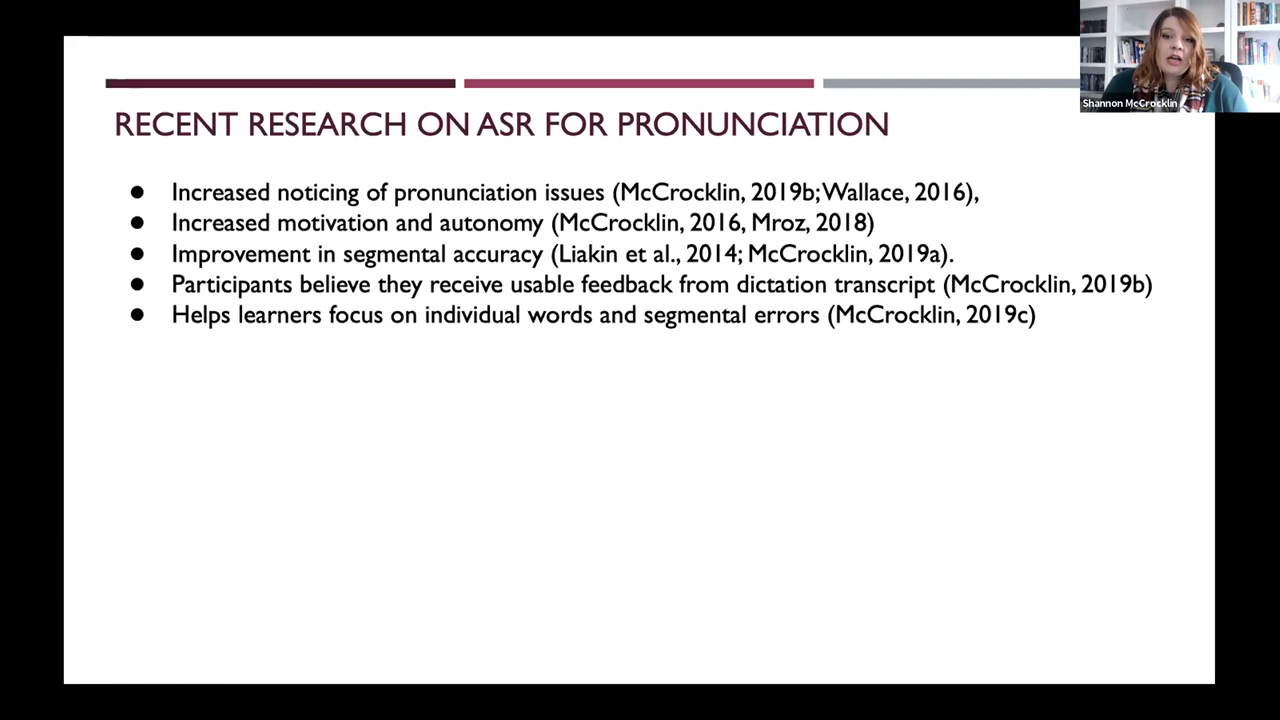 RECENT RESEARCH ON ASR FOR PRONUNCIATION
● Increased noticing of pronunciation issues (McCrocklin, 2019b; Wallace, 2016),
● Increased motivation and autonomy (McCrocklin, 2016, Mroz, 2018)
● Improvement in segmental accuracy (Liakin et al., 2014; McCrocklin, 2019a).
● Participants believe they receive usable feedback from dictation transcript (McCrocklin, 2019b)
● Helps learners focus on individual words and segmental errors (McCrocklin, 2019c)
Shannon McCrocklin